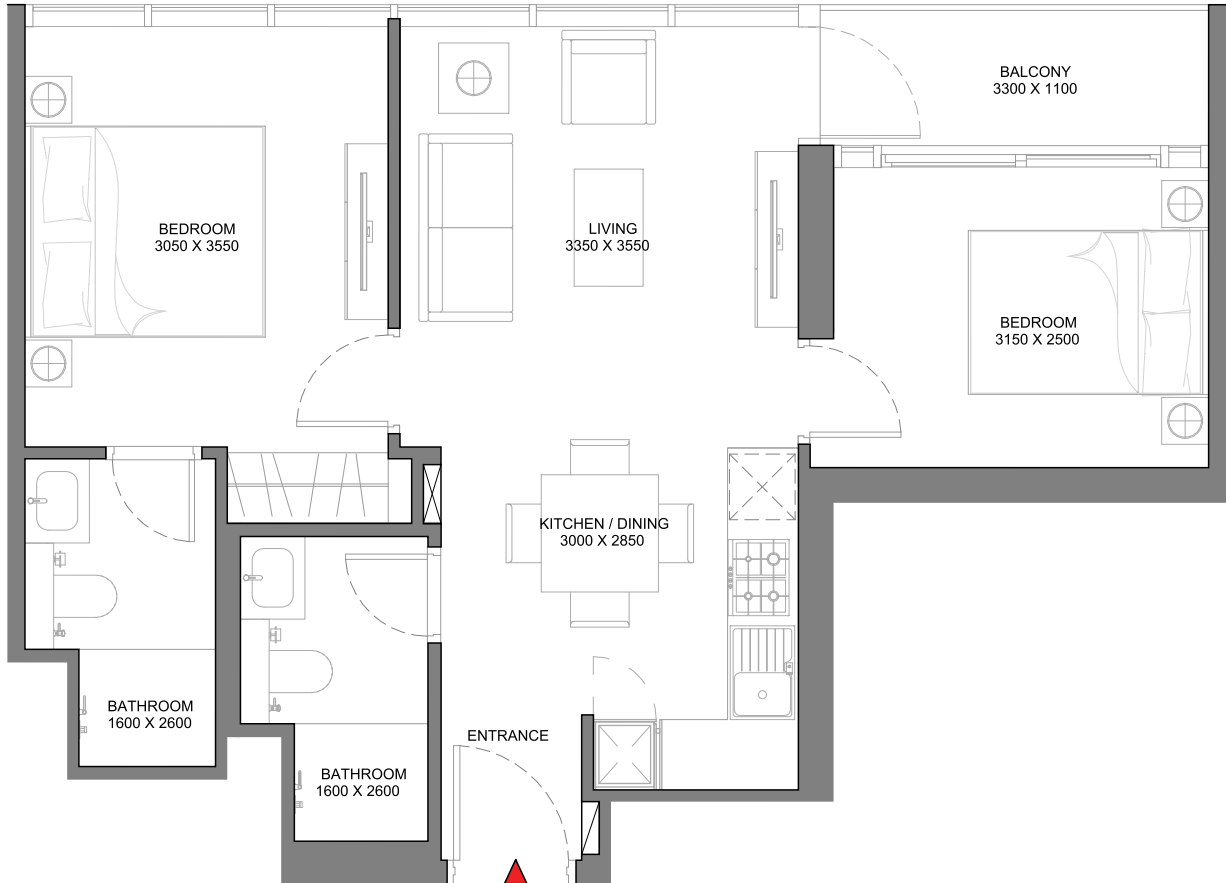 BALCONY
3300 X 1100
BEDROOM
3050 X 3550
LIVING
3350 X 3550
BEDROOM
3150 X 2500
KITCHEN / DINING
3000 X 2850
BATHROOM
1600 X 2600
ENTRANCE
BATHROOM
1600 X 2600